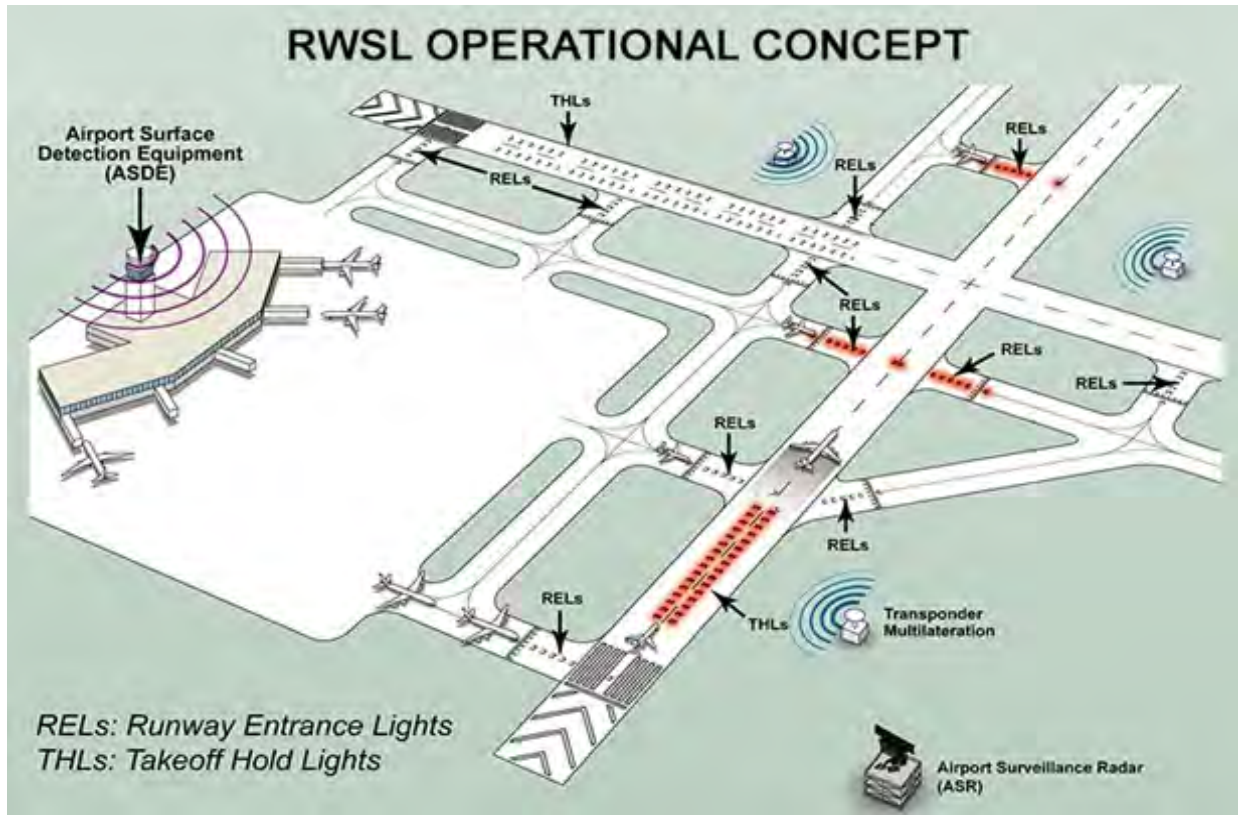 RWSL OPERATIONAL CONCEPT
THLs
Airport Surface
Detection Equipment
(ASDE)
RELs
RELs
RELs
RELs
RELs
RELs
RELs
RELs
RELs
RELs
THLs
Transponder
Multilateration
RELs: Runway Entrance Lights
THLs: Takeoff Hold Lights
Airport Surveillance Radar
(ASR)